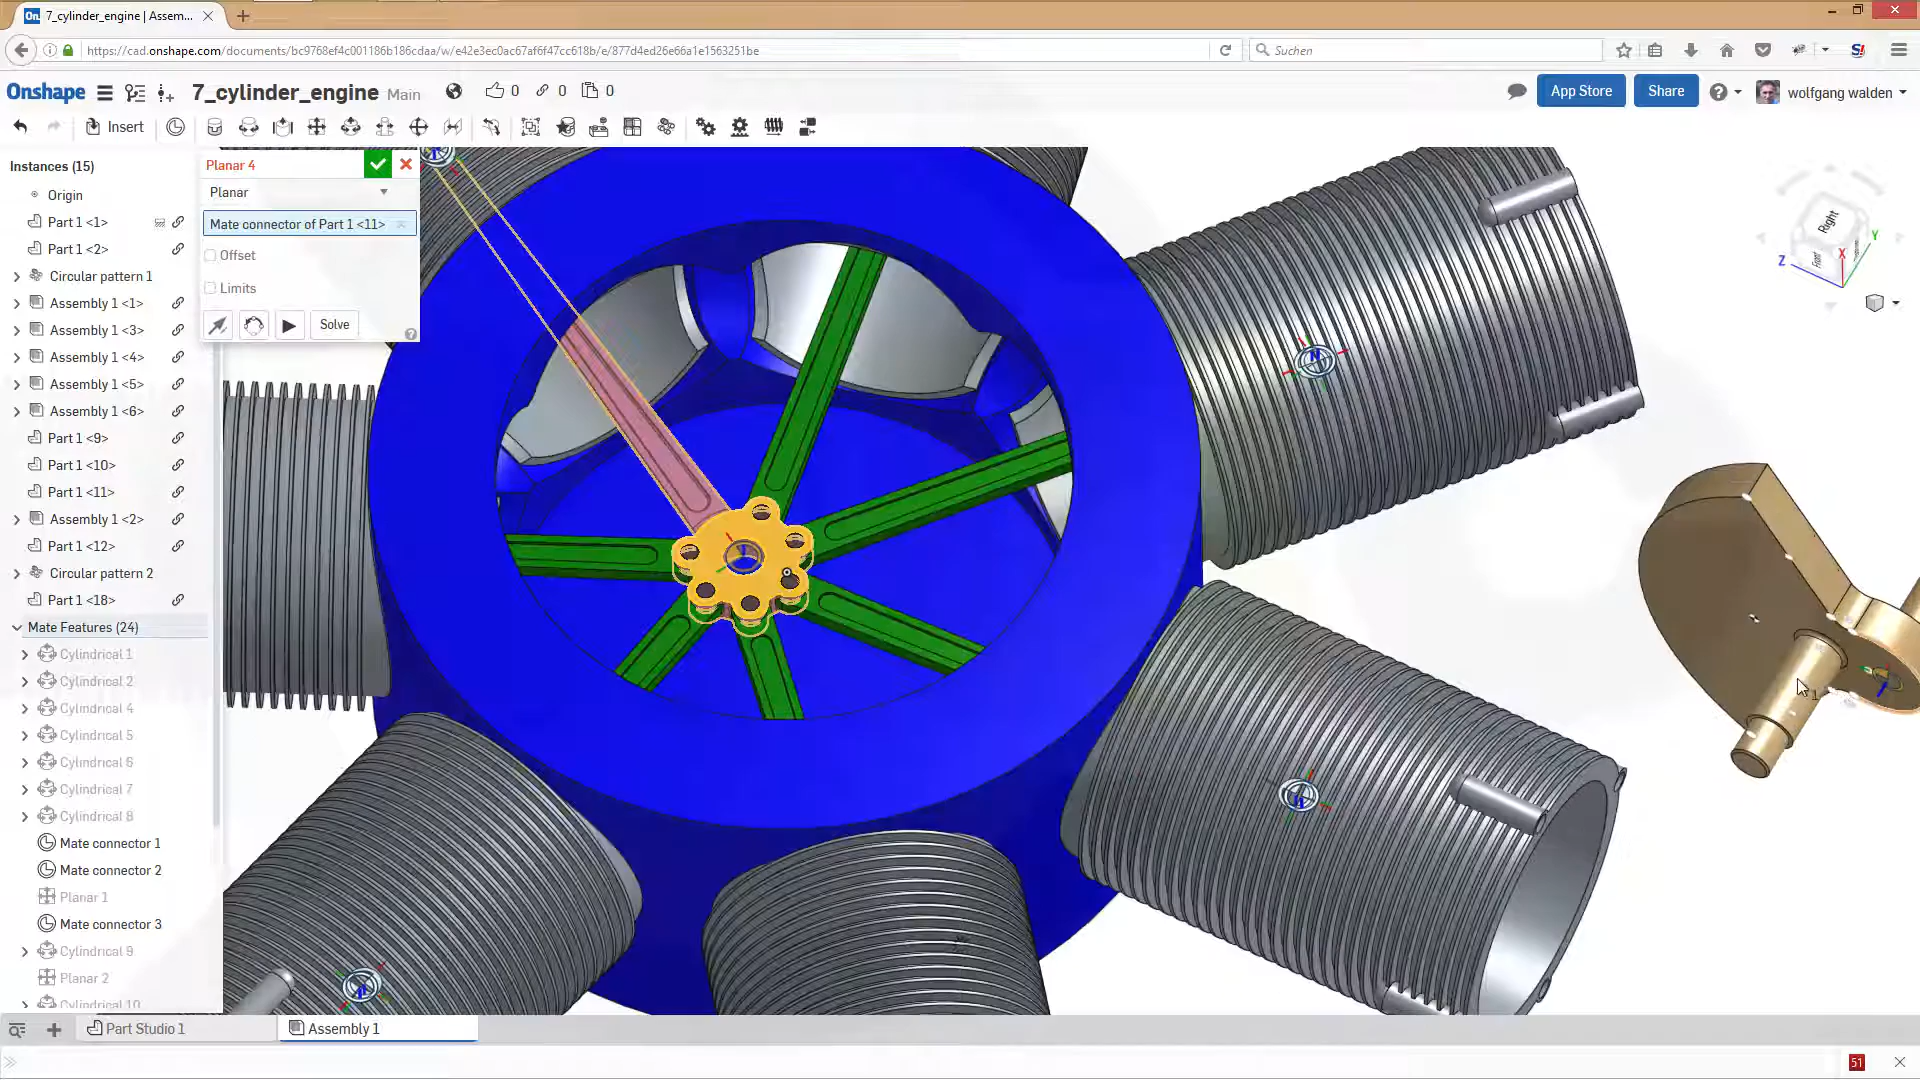 7_cylinder_engine | Assem...
https://cad.onshape.com/documents/bc9768ef4c001186b186cdaa/w/e42e3ec0ac67af6f47cc618b/e/877d4ed26e66a1e1563251be
Suchen
Onshape
7_cylinder_engine Main
0 0 0
App Store
Share
wolfgang walden
Insert
Instances (15)
Origin
Part 1 <1>
Part 1 <2>
Circular pattern 1
Assembly 1 <1>
Assembly 1 <3>
Assembly 1 <4>
Assembly 1 <5>
Assembly 1 <6>
Part 1 <9>
Part 1 <10>
Part 1 <11>
Assembly 1 <2>
Part 1 <12>
Circular pattern 2
Part 1 <18>
Mate Features (24)
Cylindrical 1
Cylindrical 2
Cylindrical 4
Cylindrical 5
Cylindrical 6
Cylindrical 7
Cylindrical 8
Mate connector 1
Mate connector 2
Planar 1
Mate connector 3
Cylindrical 9
Planar 2
Cylindrical 10
Planar 4
Planar
Mate connector of Part 1 <11>
Offset
Limits
Solve
Right
Front
X
Y
Z
Part Studio 1
Assembly 1
51